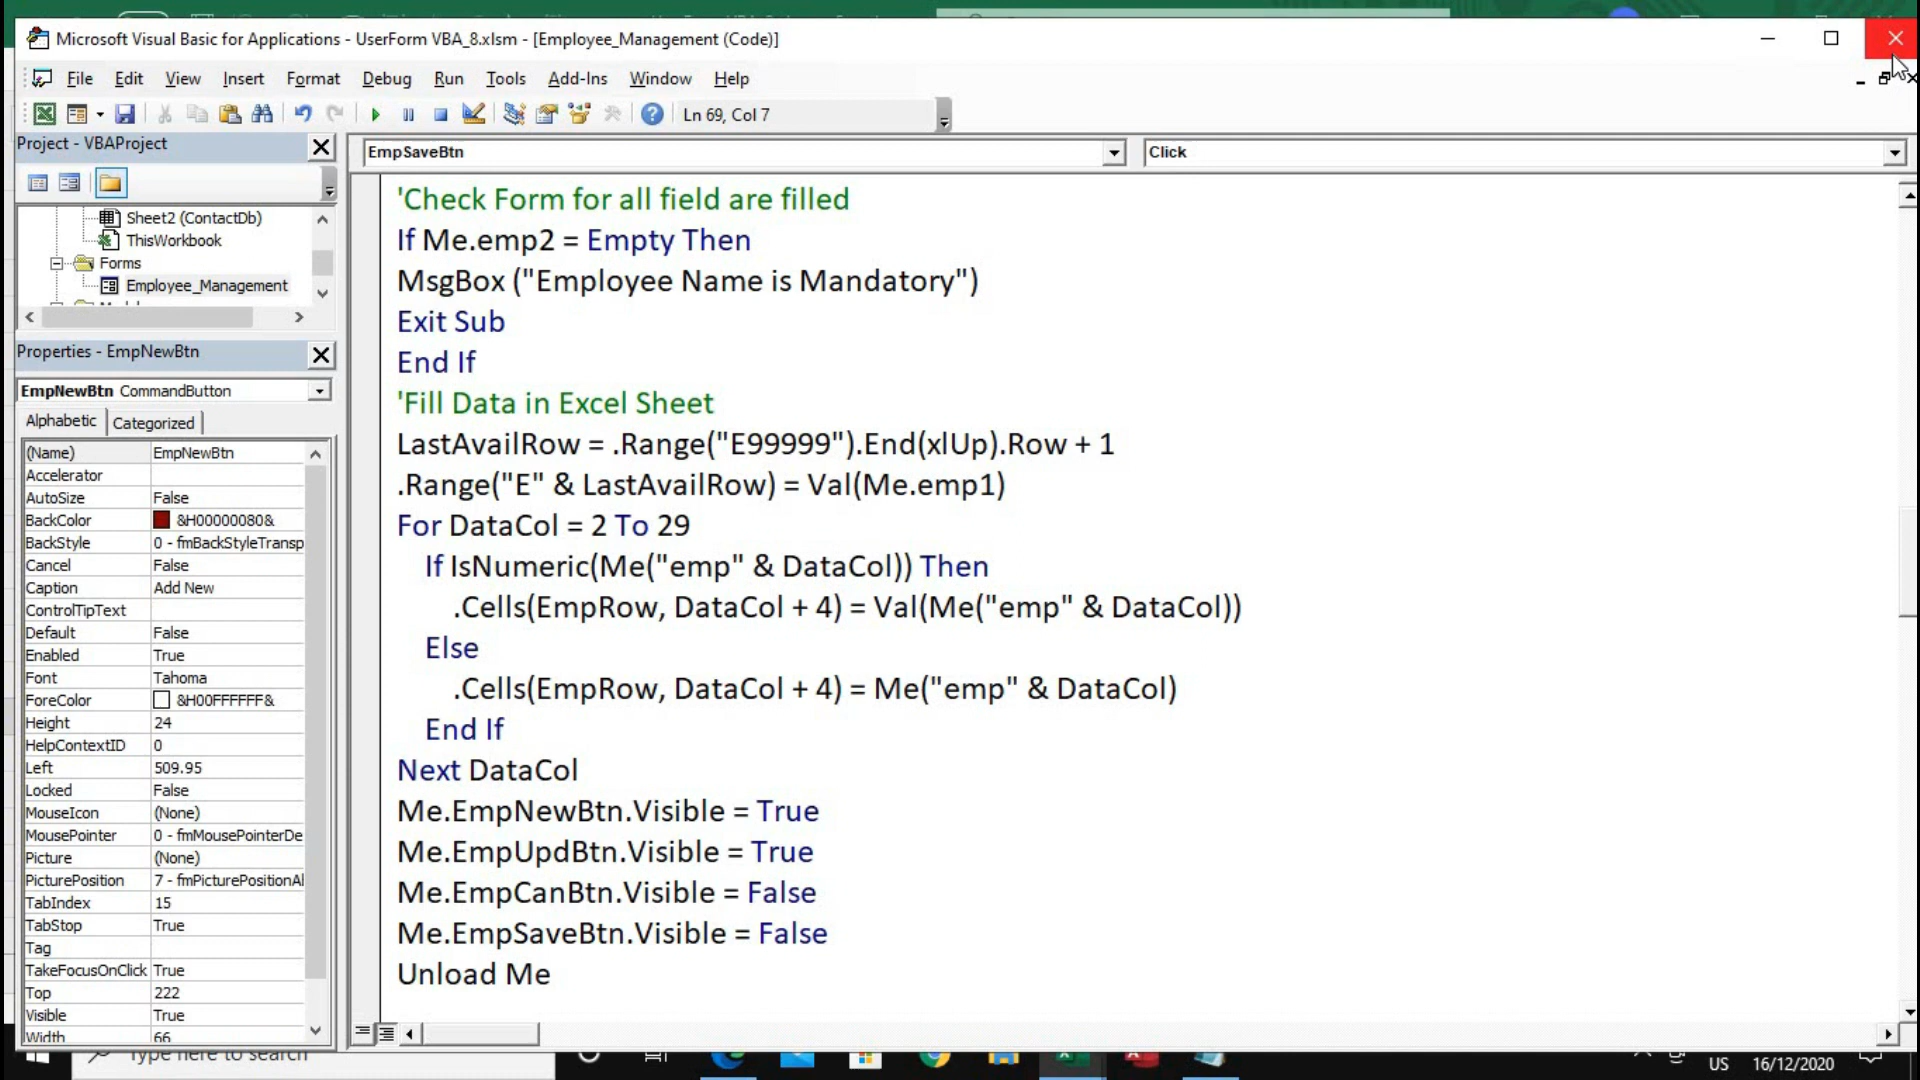 Microsoft Visual Basic for Applications - UserForm VBA_8.xlsm - [Employee_Management (Code)]
File Edit View Insert Format Debug Run Tools Add-Ins Window Help
Ln 69, Col 7
Project - VBAProject
Sheet2 (ContactDb)
ThisWorkbook
Forms
Employee_Management
Properties - EmpNewBtn
EmpNewBtn CommandButton
Alphabetic Categorized
(Name) EmpNewBtn
Accelerator
AutoSize False
BackColor &H00000080&
BackStyle 0 - fmBackStyleTransp
Cancel False
Caption Add New
ControlTipText
Default False
Enabled True
Font Tahoma
ForeColor &H00FFFFFF&
Height 24
HelpContextID 0
Left 509.95
Locked False
MouseIcon (None)
MousePointer 0 - fmMousePointerDe
Picture (None)
PicturePosition 7 - fmPicturePositionAl
TabIndex 15
TabStop True
Tag
TakeFocusOnClick True
Top 222
Visible True
Width 66
EmpSaveBtn Click
'Check Form for all field are filled
If Me.emp2 = Empty Then
MsgBox ("Employee Name is Mandatory")
Exit Sub
End If
'Fill Data in Excel Sheet
LastAvailRow = .Range("E99999").End(xlUp).Row + 1
.Range("E" & LastAvailRow) = Val(Me.emp1)
For DataCol = 2 To 29
If IsNumeric(Me("emp" & DataCol)) Then
.Cells(EmpRow, DataCol + 4) = Val(Me("emp" & DataCol))
Else
.Cells(EmpRow, DataCol + 4) = Me("emp" & DataCol)
End If
Next DataCol
Me.EmpNewBtn.Visible = True
Me.EmpUpdBtn.Visible = True
Me.EmpCanBtn.Visible = False
Me.EmpSaveBtn.Visible = False
Unload Me
Type here to search
US 16/12/2020